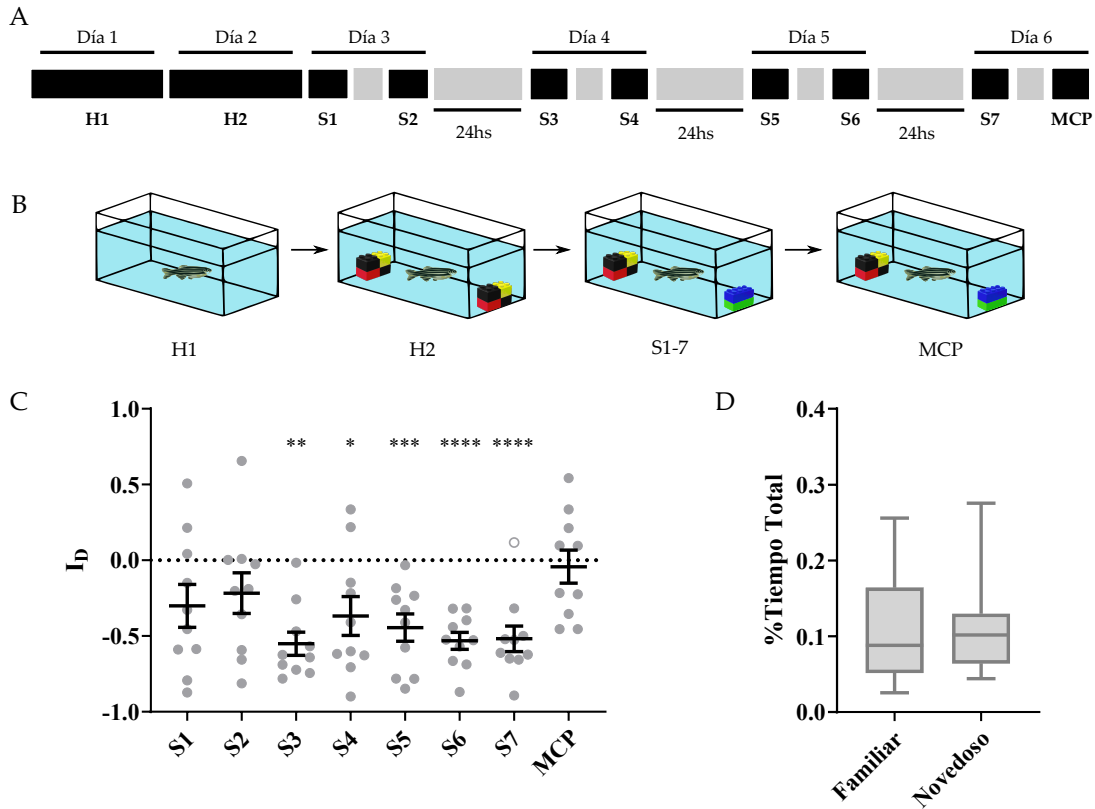 A
Día 1 Día 2 Día 3 Día 4 Día 5 Día 6
H1 H2 S1 S2 S3 S4 S5 S6 S7 MCP
24hs 24hs 24hs
B
H1 H2 S1-7 MCP
C
1.0
** * *** **** ****
0.5
0.0
-0.5
-1.0
I_D
S1 S2 S3 S4 S5 S6 S7 MCP
D
0.4
0.3
0.2
0.1
0.0
%Tiempo Total
Familiar Novedoso